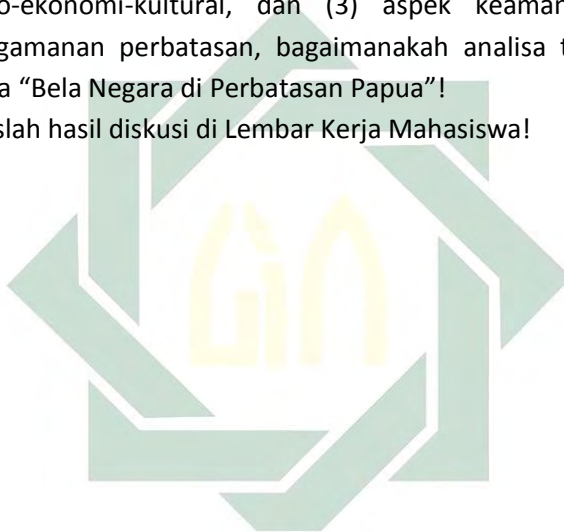 o-ekonomi-kultural, dan (3) aspek keaman
gamanan perbatasan, bagaimanakah analisa t
a “Bela Negara di Perbatasan Papua”!
slah hasil diskusi di Lembar Kerja Mahasiswa!